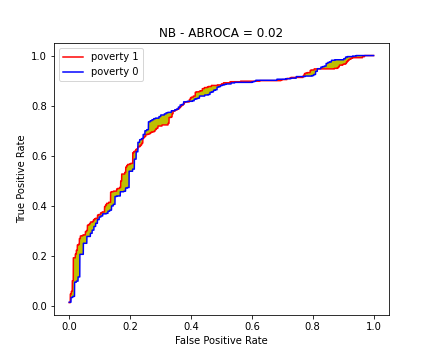 NB - ABROCA = 0.02
poverty 1
poverty 0
True Positive Rate
1.0
0.8
0.6
0.4
0.2
0.0
0.0 0.2 0.4 0.6 0.8 1.0
False Positive Rate